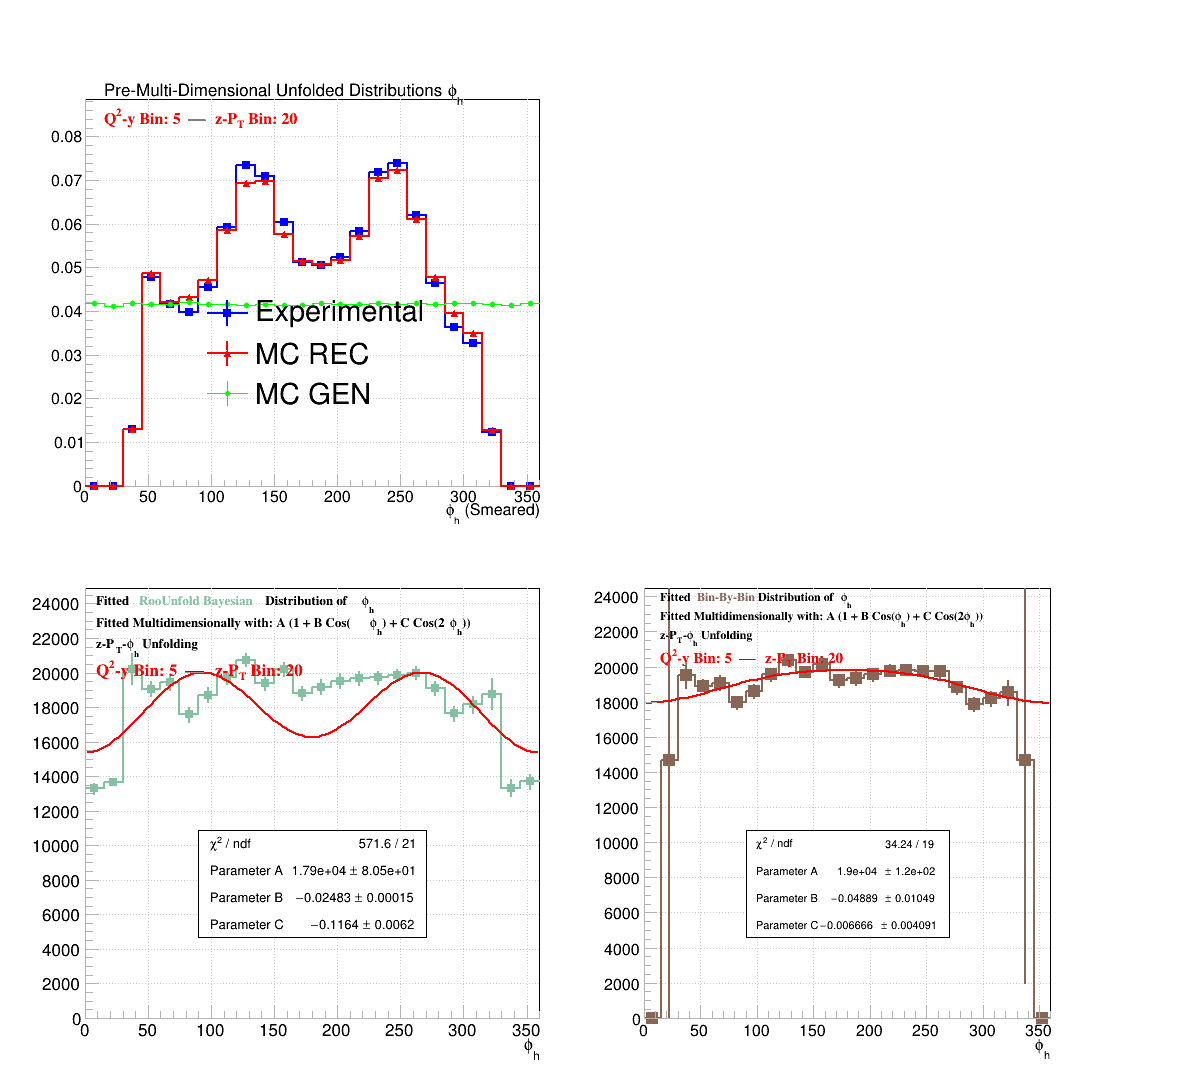 Pre-Multi-Dimensional Unfolded Distributions ϕh
Q²-y Bin: 5 — z-PT Bin: 20
0.08
0.07
0.06
0.05
0.04
0.03
0.02
0.01
0
Experimental
MC REC
MC GEN
0 50 100 150 200 250 300 350
ϕh (Smeared)
Fitted RooUnfold Bayesian Distribution of ϕh
Fitted Multidimensionally with: A (1 + B Cos( ϕh) + C Cos(2 ϕh))
z-PT-ϕh Unfolding
Q²-y Bin: 5 — z-PT Bin: 20
24000
22000
20000
18000
16000
14000
12000
10000
8000
6000
4000
2000
0
χ² / ndf 571.6 / 21
Parameter A 1.79e+04 ± 8.05e+01
Parameter B −0.02483 ± 0.00015
Parameter C −0.1164 ± 0.0062
0 50 100 150 200 250 300 350
ϕh
Fitted Bin-By-Bin Distribution of ϕh
Fitted Multidimensionally with: A (1 + B Cos(ϕh) + C Cos(2ϕh))
z-PT-ϕh Unfolding
Q²-y Bin: 5 — z-PT Bin: 20
24000
22000
20000
18000
16000
14000
12000
10000
8000
6000
4000
2000
0
χ² / ndf 34.24 / 19
Parameter A 1.9e+04 ± 1.2e+02
Parameter B −0.04889 ± 0.01049
Parameter C −0.006666 ± 0.004091
0 50 100 150 200 250 300 350
ϕh